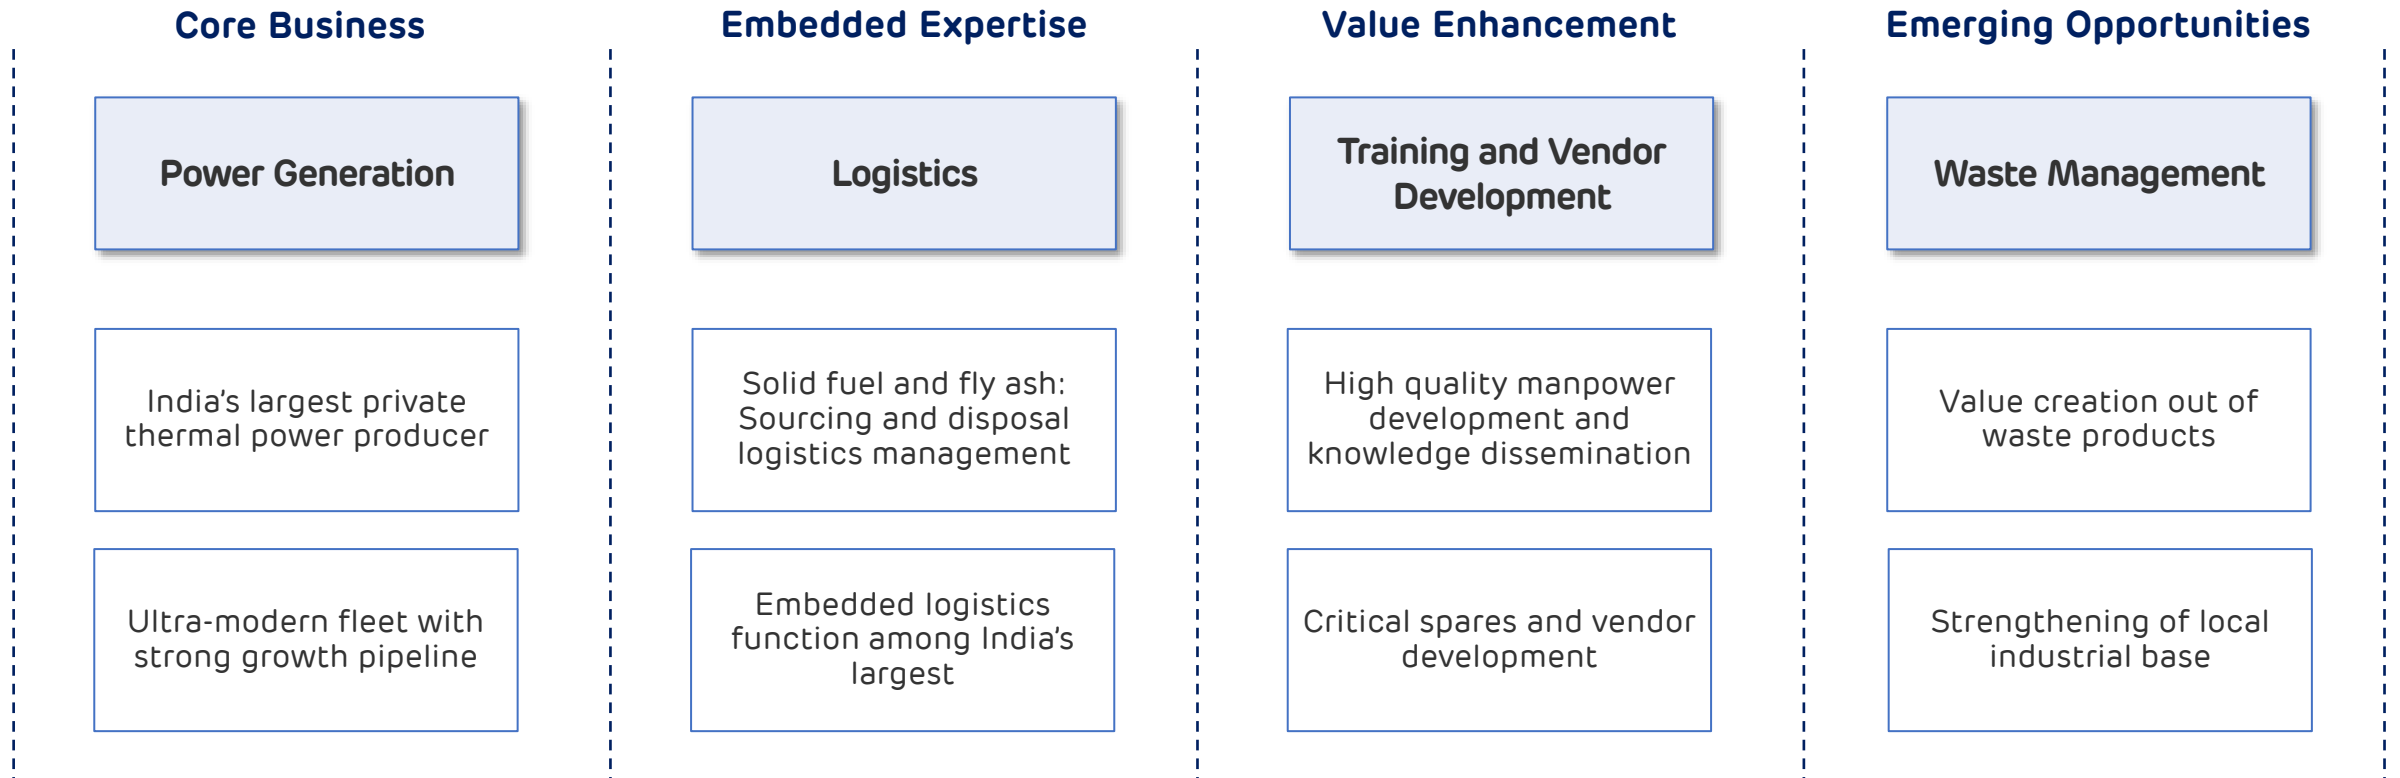 Core Business
Embedded Expertise
Value Enhancement
Emerging Opportunities
Power Generation
Logistics
Training and Vendor
Development
Waste Management
India’s largest private
thermal power producer
Solid fuel and fly ash:
Sourcing and disposal
logistics management
High quality manpower
development and
knowledge dissemination
Value creation out of
waste products
Ultra-modern fleet with
strong growth pipeline
Embedded logistics
function among India’s
largest
Critical spares and vendor
development
Strengthening of local
industrial base